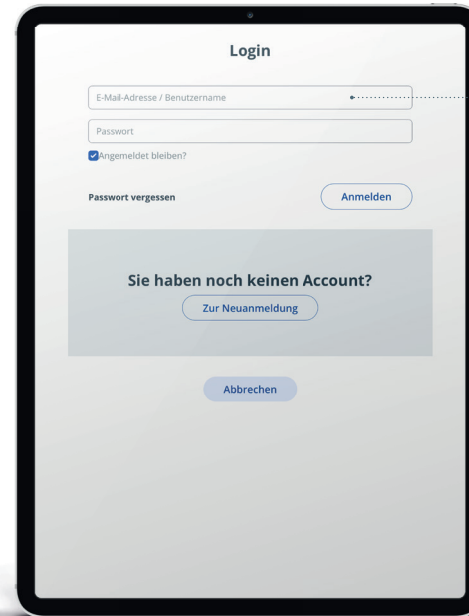 Login
E-Mail-Adresse / Benutzername
Passwort
Angemeldet bleiben?
Passwort vergessen
Anmelden
Sie haben noch keinen Account?
Zur Neuanmeldung
Abbrechen